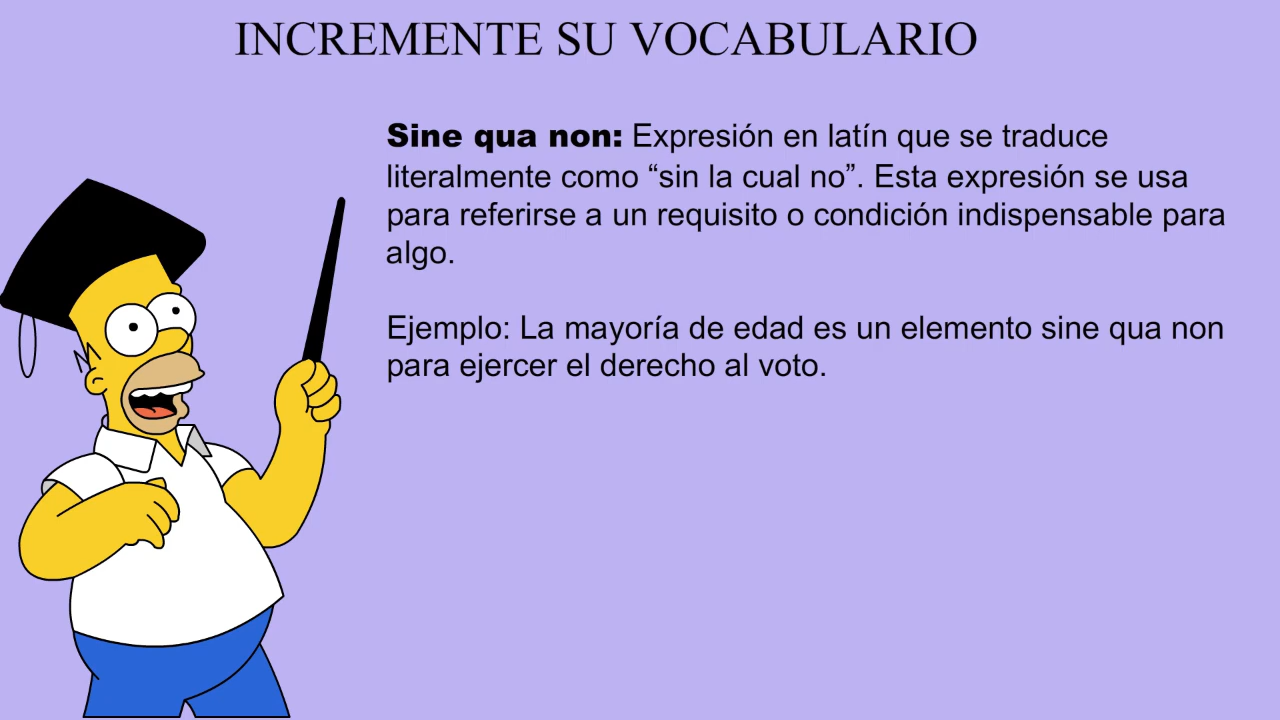 INCREMENTE SU VOCABULARIO
Sine qua non: Expresión en latín que se traduce
literalmente como “sin la cual no”. Esta expresión se usa
para referirse a un requisito o condición indispensable para
algo.
Ejemplo: La mayoría de edad es un elemento sine qua non
para ejercer el derecho al voto.